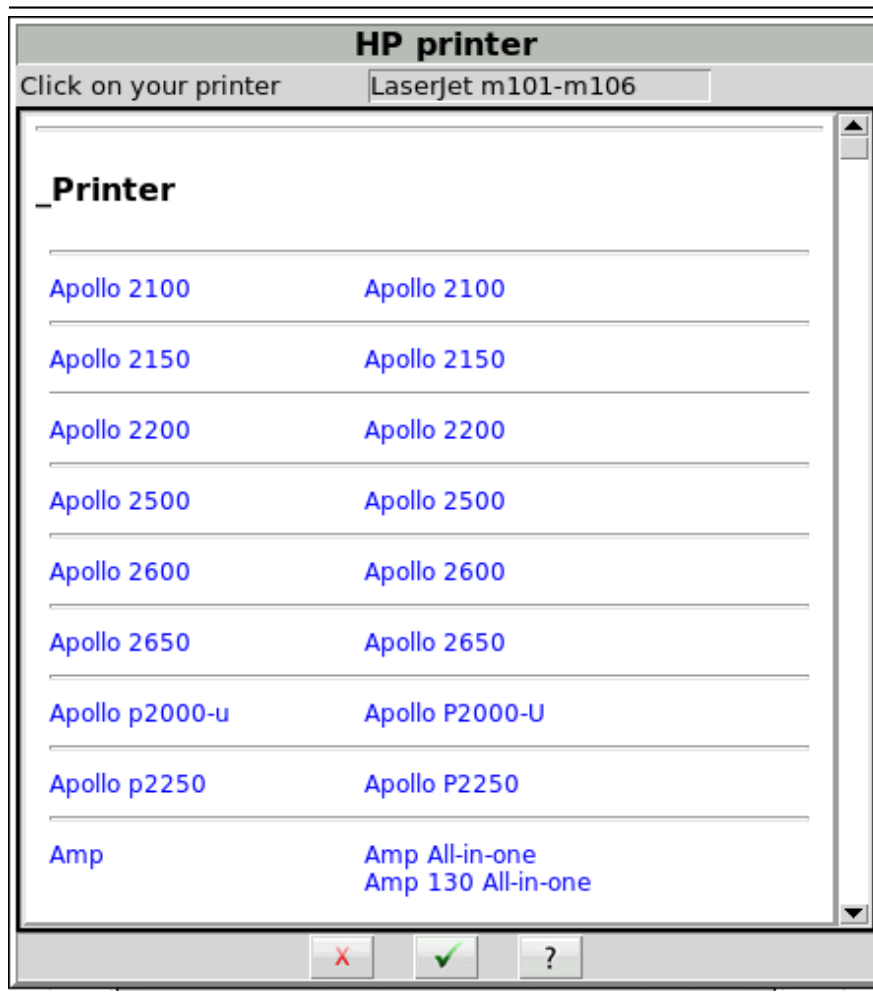 HP printer
Click on your printer LaserJet m101-m106
_Printer
Apollo 2100 Apollo 2100
Apollo 2150 Apollo 2150
Apollo 2200 Apollo 2200
Apollo 2500 Apollo 2500
Apollo 2600 Apollo 2600
Apollo 2650 Apollo 2650
Apollo p2000-u Apollo P2000-U
Apollo p2250 Apollo P2250
Amp Amp All-in-one
Amp 130 All-in-one
X ✓ ?